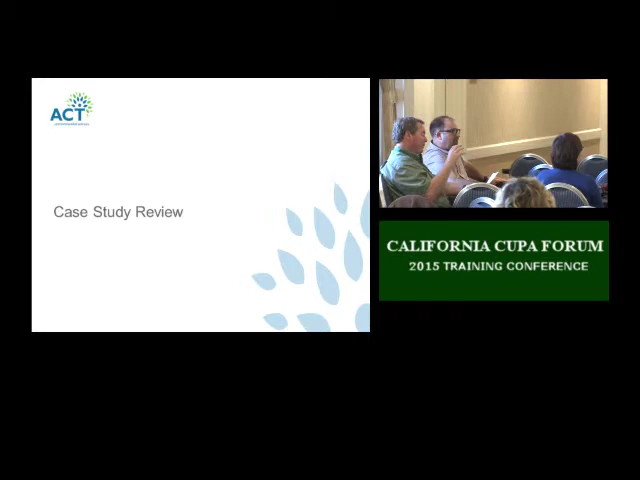 ACT
Case Study Review
CALIFORNIA CUPA FORUM
2015 TRAINING CONFERENCE